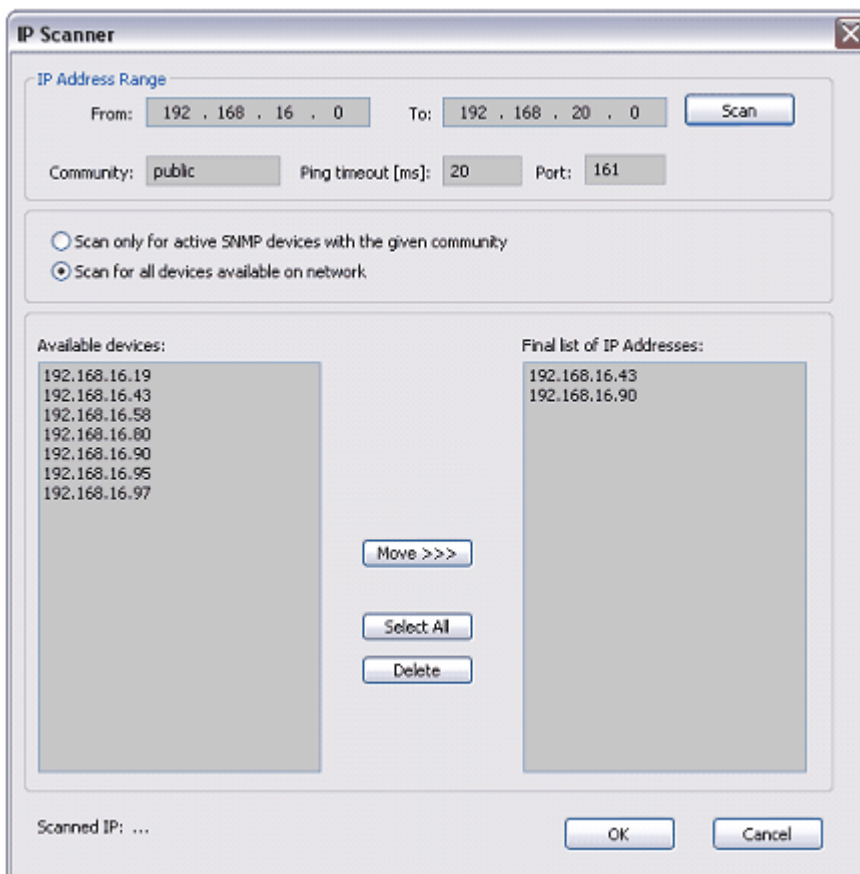 IP Scanner
IP Address Range
From: 192 . 168 . 16 . 0 To: 192 . 168 . 20 . 0 Scan
Community: public Ping timeout [ms]: 20 Port: 161
Scan only for active SNMP devices with the given community
Scan for all devices available on network
Available devices:
192.168.16.19
192.168.16.43
192.168.16.58
192.168.16.80
192.168.16.90
192.168.16.95
192.168.16.97
Move >>>
Select All
Delete
Final list of IP Addresses:
192.168.16.43
192.168.16.90
Scanned IP: ...
OK Cancel